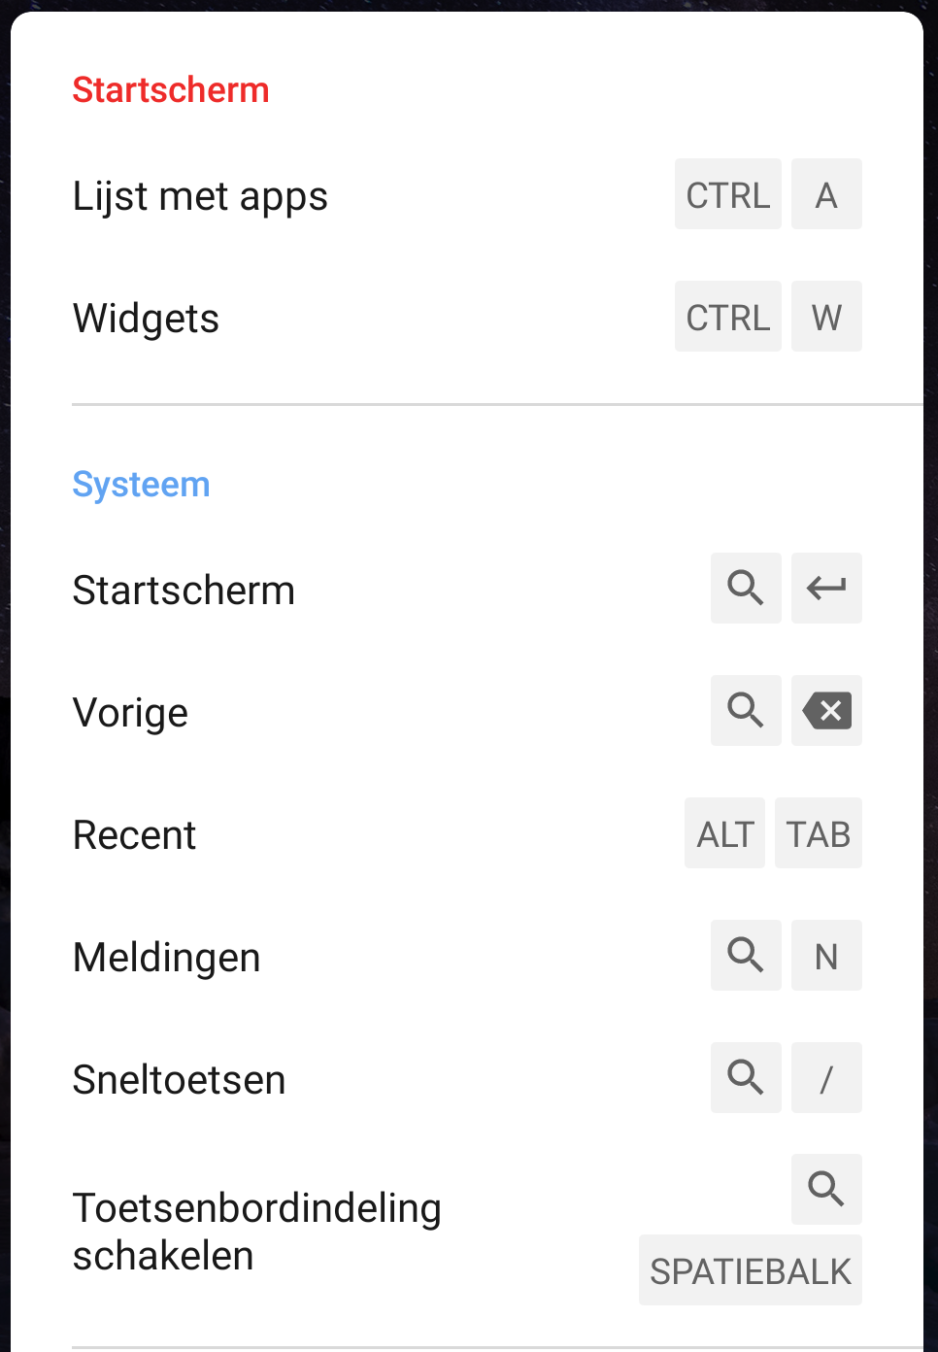 Startscherm
Lijst met apps CTRL A
Widgets CTRL W
Systeem
Startscherm
Vorige
Recent ALT TAB
Meldingen N
Sneltoetsen /
Toetsenbordindeling
schakelen
SPATIEBALK